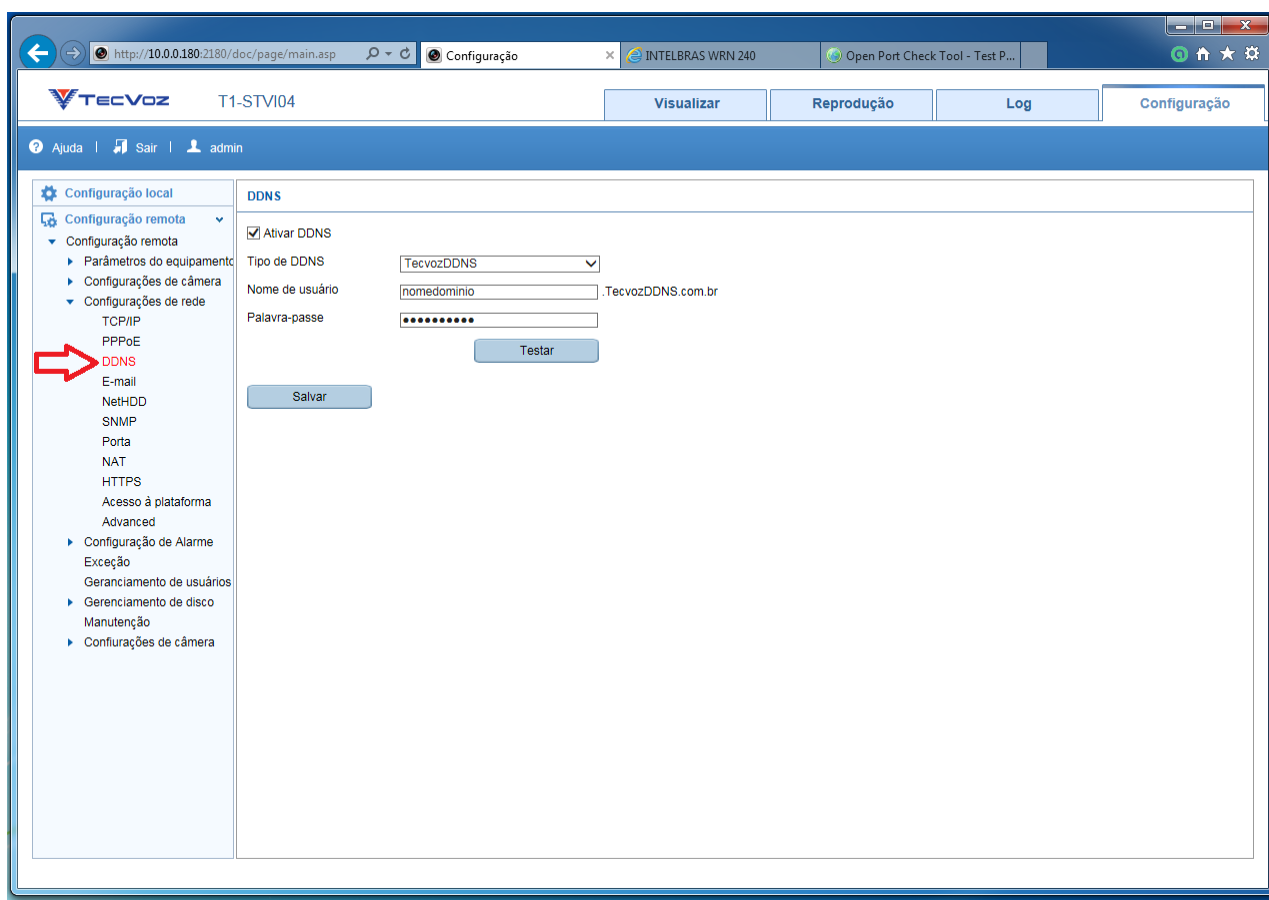 http://10.0.0.180:2180/doc/page/main.asp
Configuração
INTELBRAS WRN 240
Open Port Check Tool - Test P...
TECVOZ
T1-STVI04
Visualizar
Reprodução
Log
Configuração
Ajuda
Sair
admin
Configuração local
Configuração remota
Configuração remota
Parâmetros do equipamento
Configurações de câmera
Configurações de rede
TCP/IP
PPPoE
DDNS
E-mail
NetHDD
SNMP
Porta
NAT
HTTPS
Acesso à plataforma
Advanced
Configuração de Alarme
Exceção
Geranciamento de usuários
Gerenciamento de disco
Manutenção
Confiurações de câmera
DDNS
Ativar DDNS
Tipo de DDNS
TecvozDDNS
Nome de usuário
nomedominio
.TecvozDDNS.com.br
Palavra-passe
••••••••••
Testar
Salvar